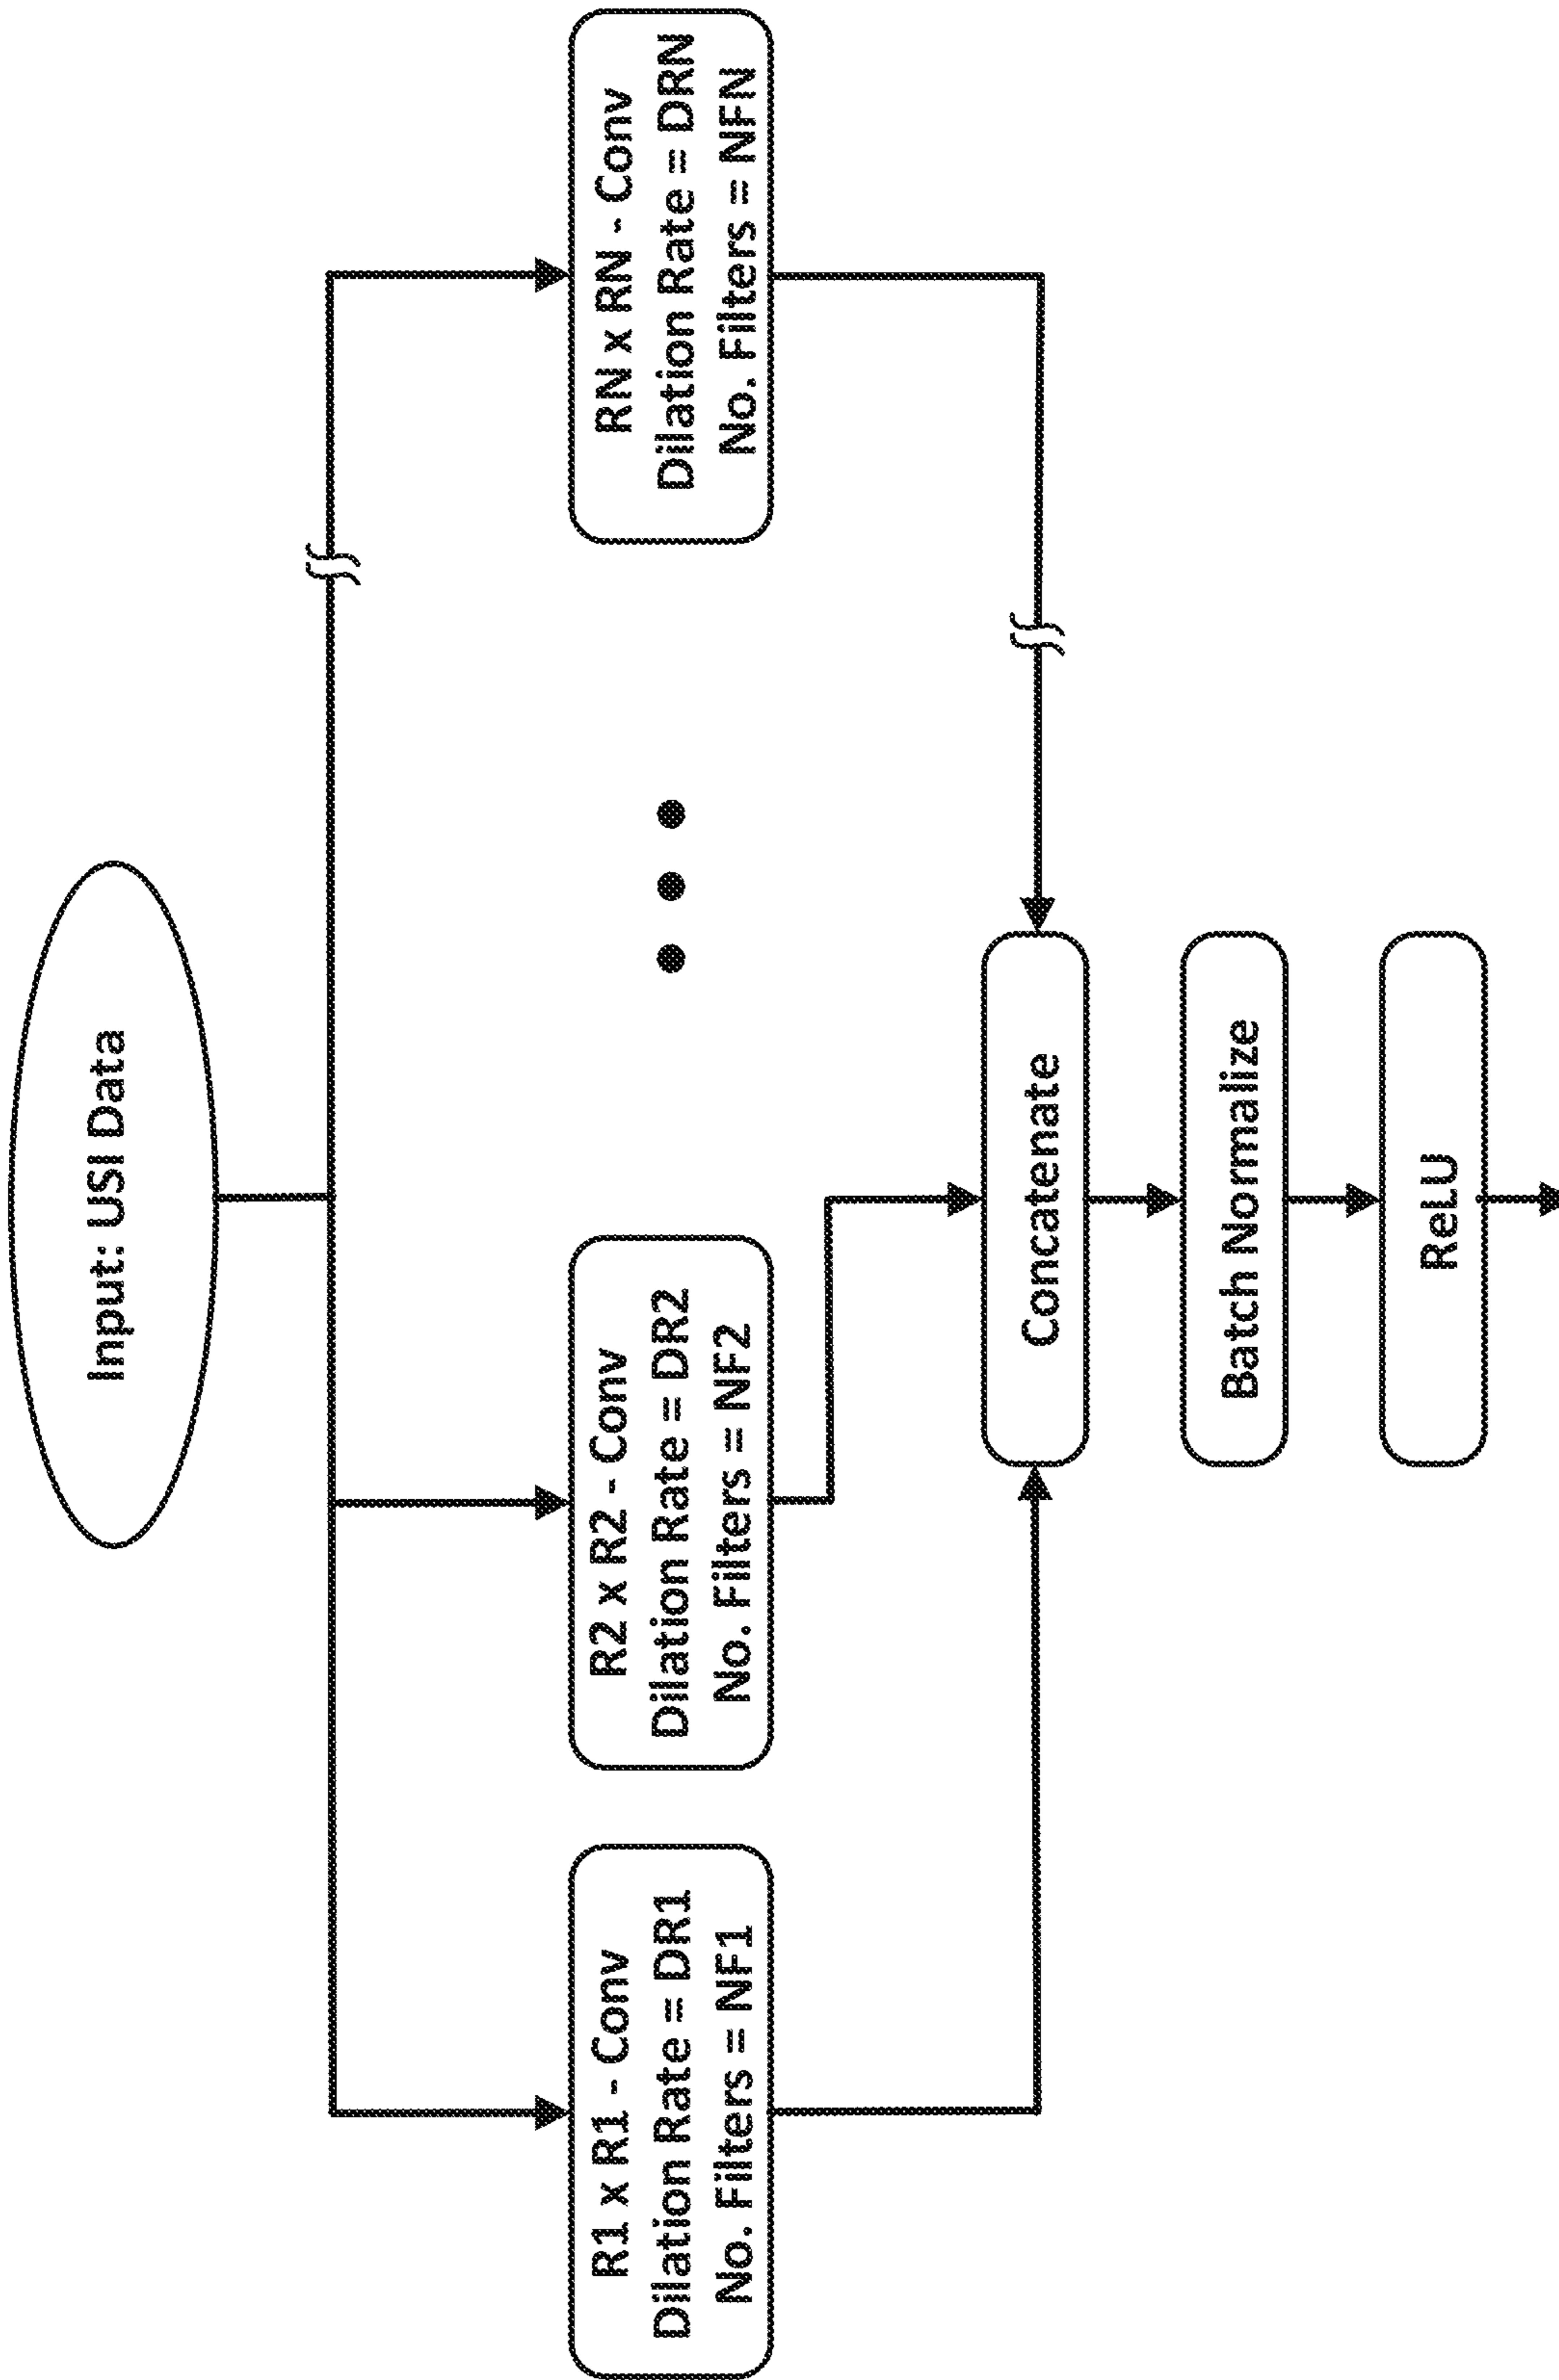 Input: USI Data
R1 x R1 - Conv
Dilation Rate = DR1
No. Filters = NF1
R2 x R2 - Conv
Dilation Rate = DR2
No. Filters = NF2
RN x RN - Conv
Dilation Rate = DRN
No. Filters = NFN
Concatenate
Batch Normalize
ReLU